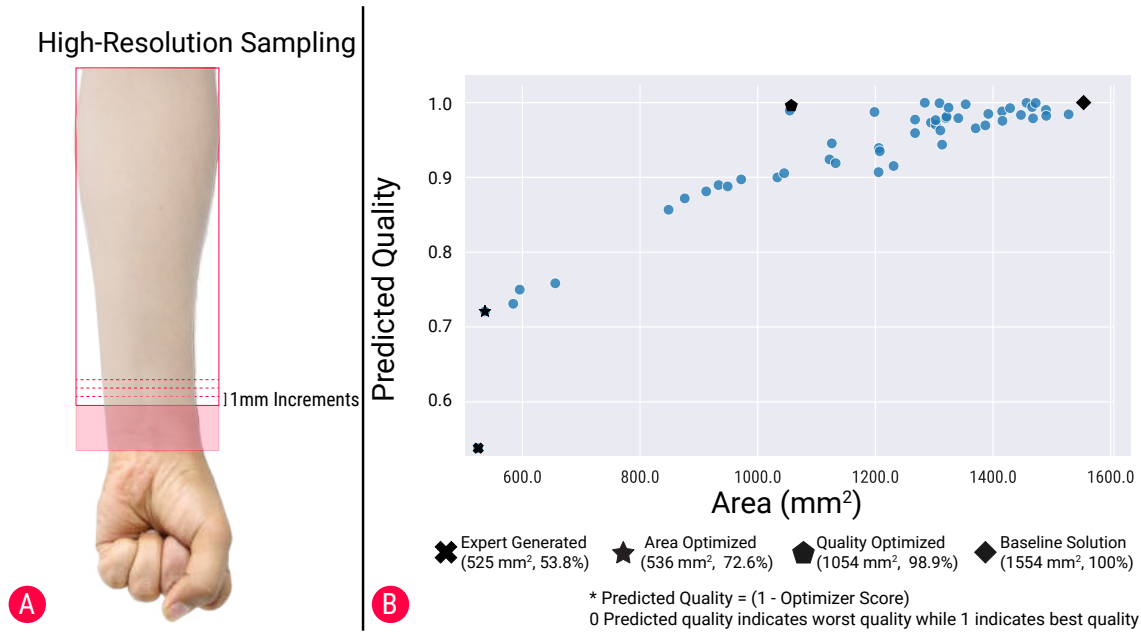 High-Resolution Sampling
1mm Increments
A
Predicted Quality
1.0
0.9
0.8
0.7
0.6
600.0 800.0 1000.0 1200.0 1400.0 1600.0
Area (mm²)
Expert Generated
(525 mm², 53.8%)
Area Optimized
(536 mm², 72.6%)
Quality Optimized
(1054 mm², 98.9%)
Baseline Solution
(1554 mm², 100%)
B
* Predicted Quality = (1 - Optimizer Score)
0 Predicted quality indicates worst quality while 1 indicates best quality